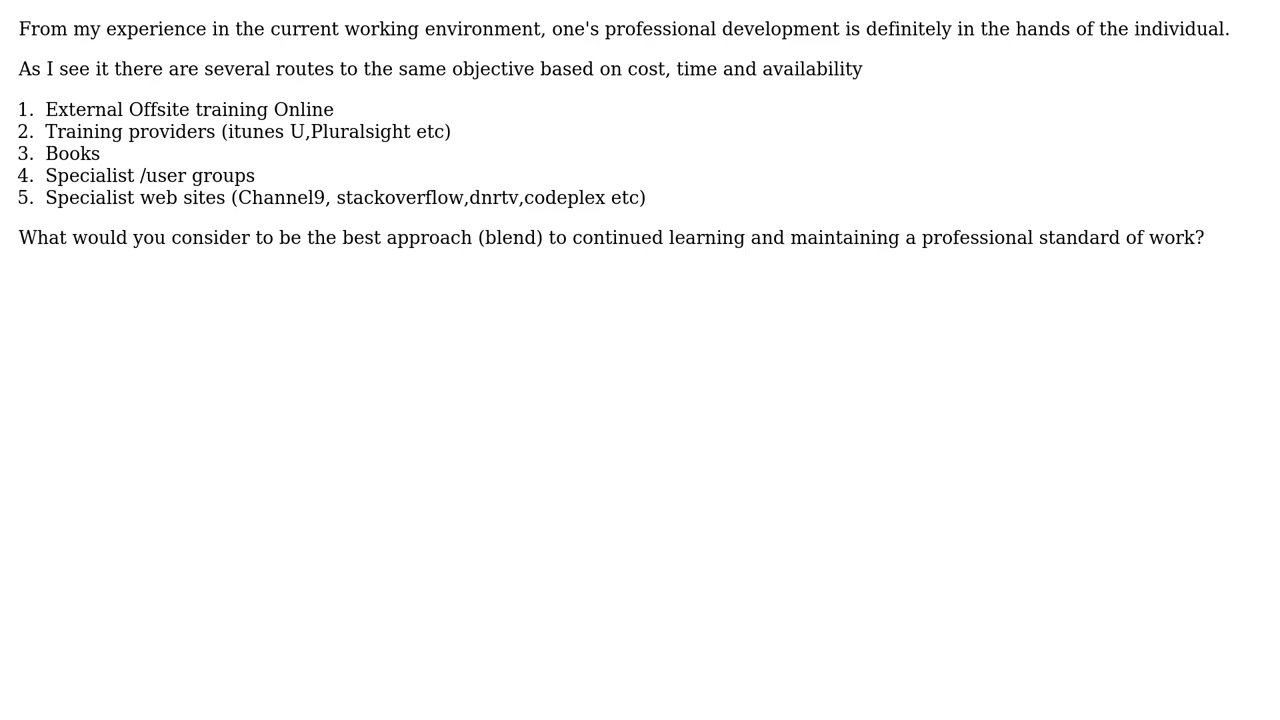 From my experience in the current working environment, one's professional development is definitely in the hands of the individual.
As I see it there are several routes to the same objective based on cost, time and availability
1. External Offsite training Online
2. Training providers (itunes U,Pluralsight etc)
3. Books
4. Specialist /user groups
5. Specialist web sites (Channel9, stackoverflow,dnrtv,codeplex etc)
What would you consider to be the best approach (blend) to continued learning and maintaining a professional standard of work?